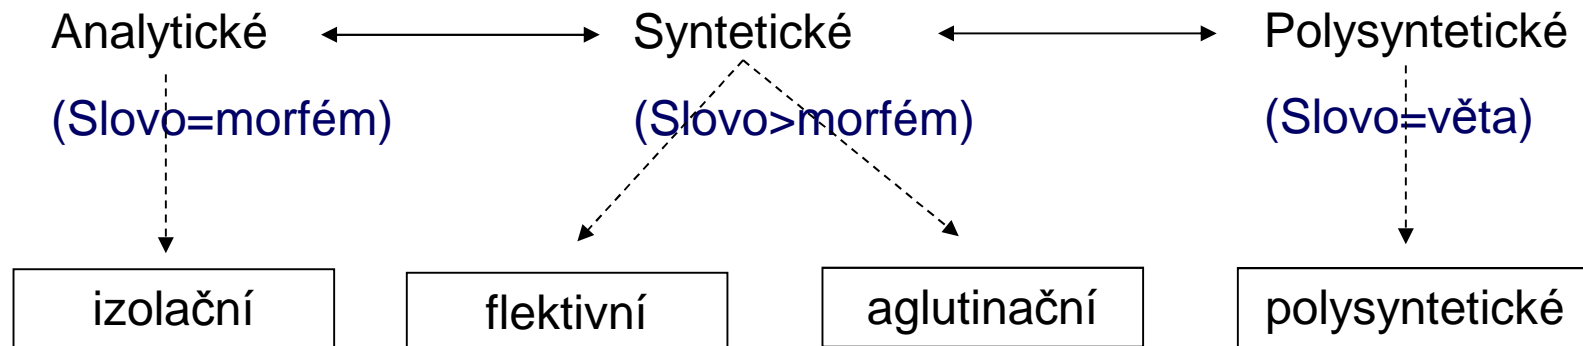 Analytické Syntetické Polysyntetické
(Slovo=morfém) (Slovo>morfém) (Slovo=věta)
izolační flektivní aglutinační polysyntetické